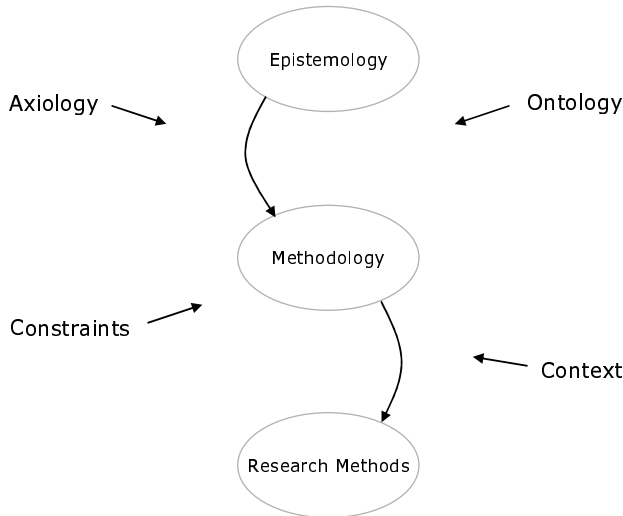 Epistemology
Axiology
Ontology
Methodology
Constraints
Context
Research Methods